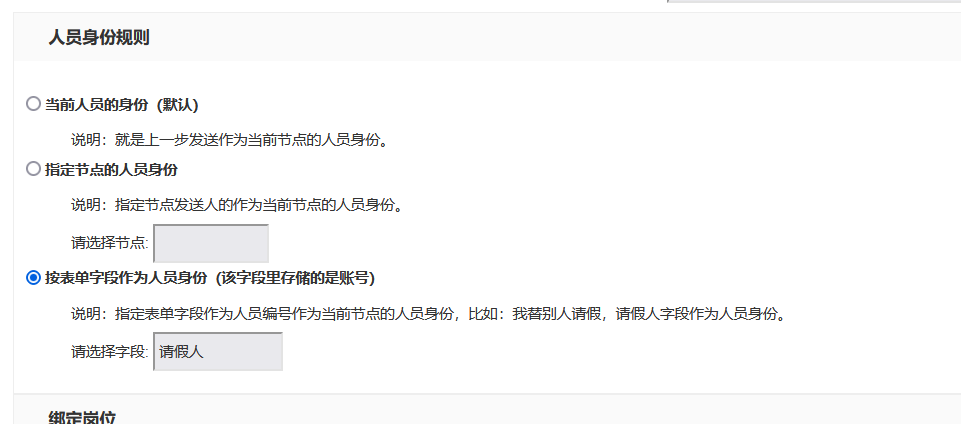 人员身份规则
当前人员的身份（默认）
说明：就是上一步发送作为当前节点的人员身份。
指定节点的人员身份
说明：指定节点发送人的作为当前节点的人员身份。
请选择节点:
按表单字段作为人员身份（该字段里存储的是账号）
说明：指定表单字段作为人员编号作为当前节点的人员身份，比如：我替别人请假，请假人字段作为人员身份。
请选择字段: 请假人
绑定岗位